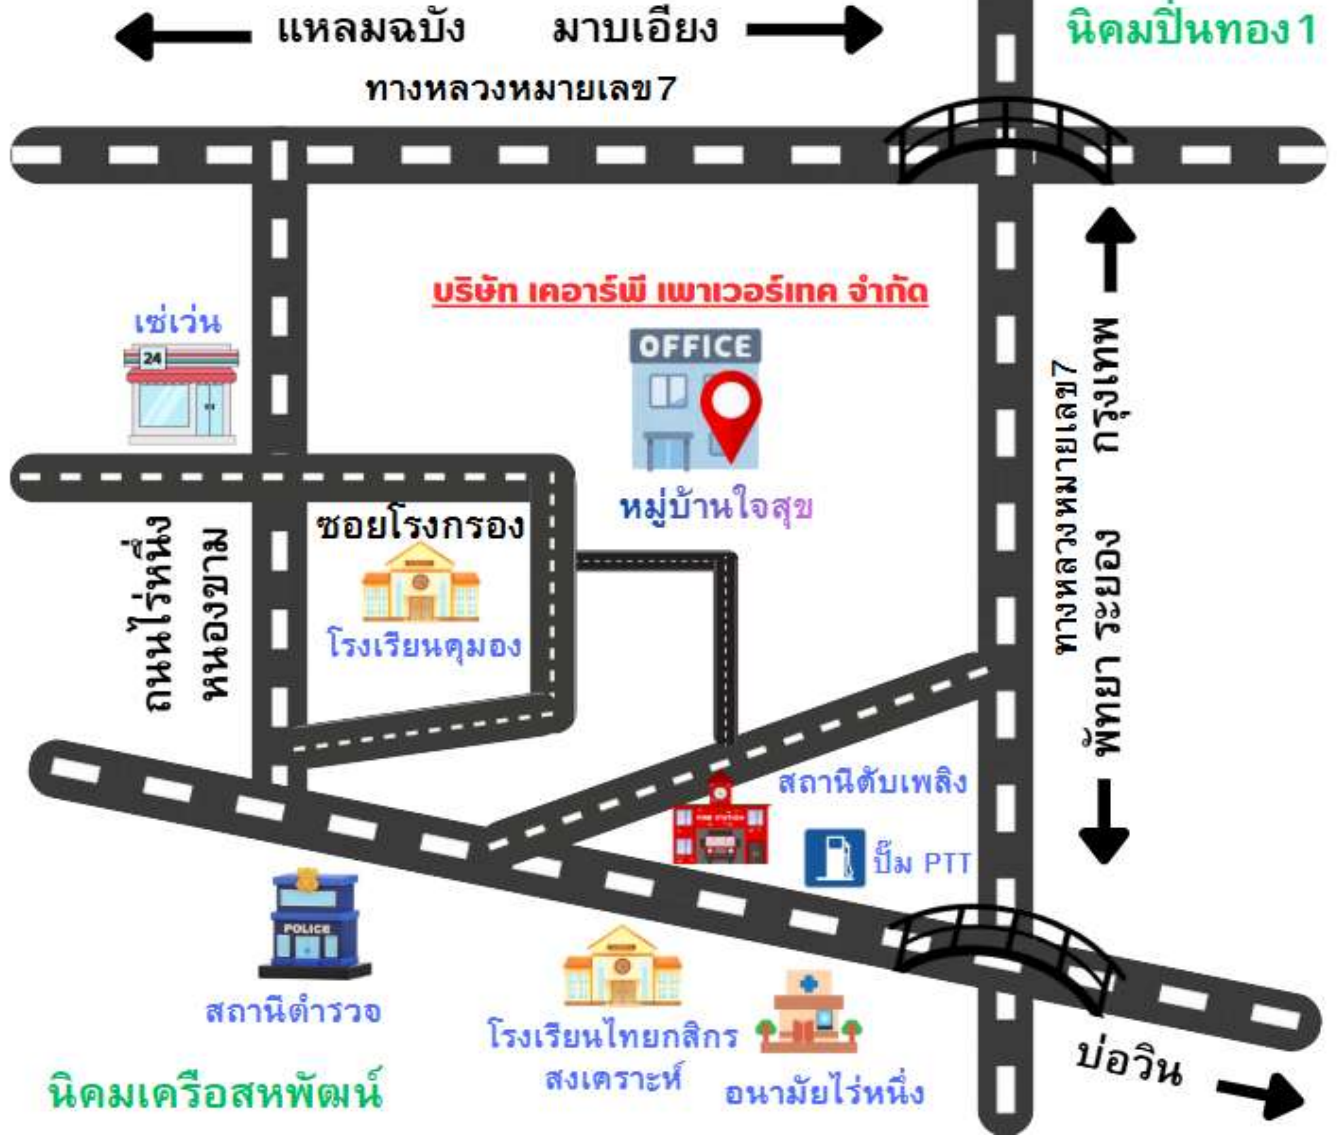 แหลมฉบัง
มาบเอียง
นิคมปิ่นทอง 1
ทางหลวงหมายเลข 7
บริษัท เคอาร์พี เพาเวอร์เทค จำกัด
เซ่เว่น
24
OFFICE
หมู่บ้านใจสุข
ทางหลวงหมายเลข 7
กรุงเทพ
พัทยา ระยอง
ซอยโรงกรอง
โรงเรียนคุมอง
ถนนไร่หนึ่ง
หนองขาม
สถานีดับเพลิง
FIRE STATION
ปั๊ม PTT
POLICE
สถานีตำรวจ
โรงเรียนไทยกสิกร
สงเคราะห์
อนามัยไร่หนึ่ง
บ่อวิน
นิคมเครือสหพัฒน์